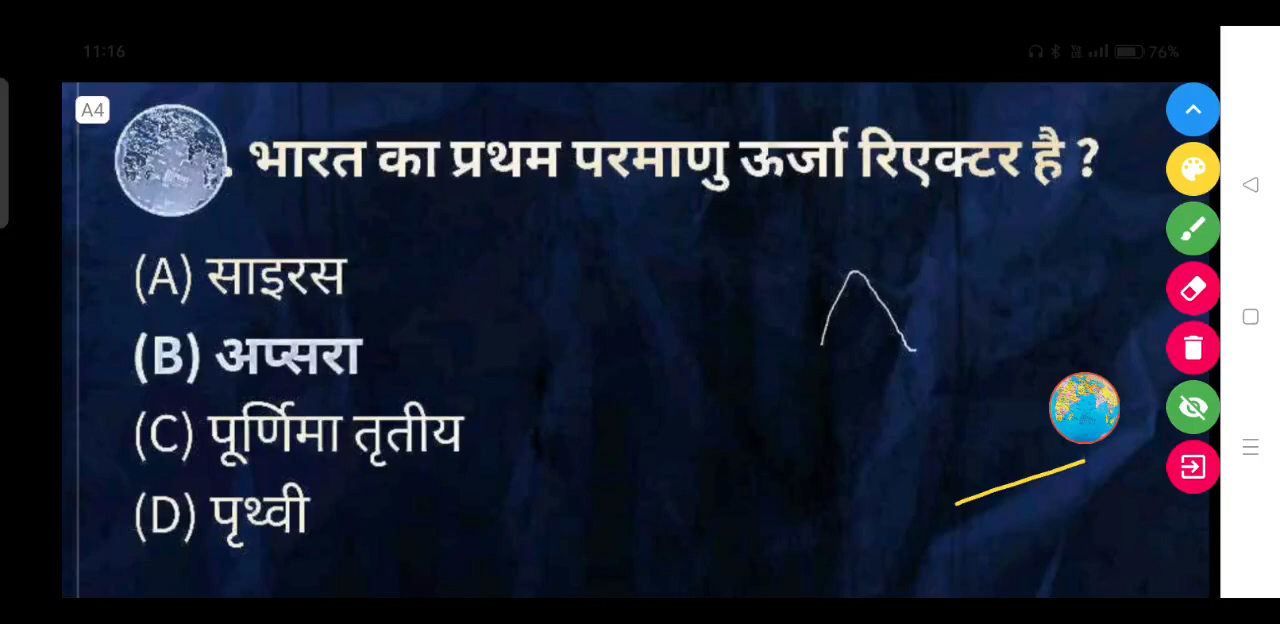 11:16
76%
A4
. भारत का प्रथम परमाणु ऊर्जा रिएक्टर है ?
(A) साइरस
(B) अप्सरा
(C) पूर्णिमा तृतीय
(D) पृथ्वी